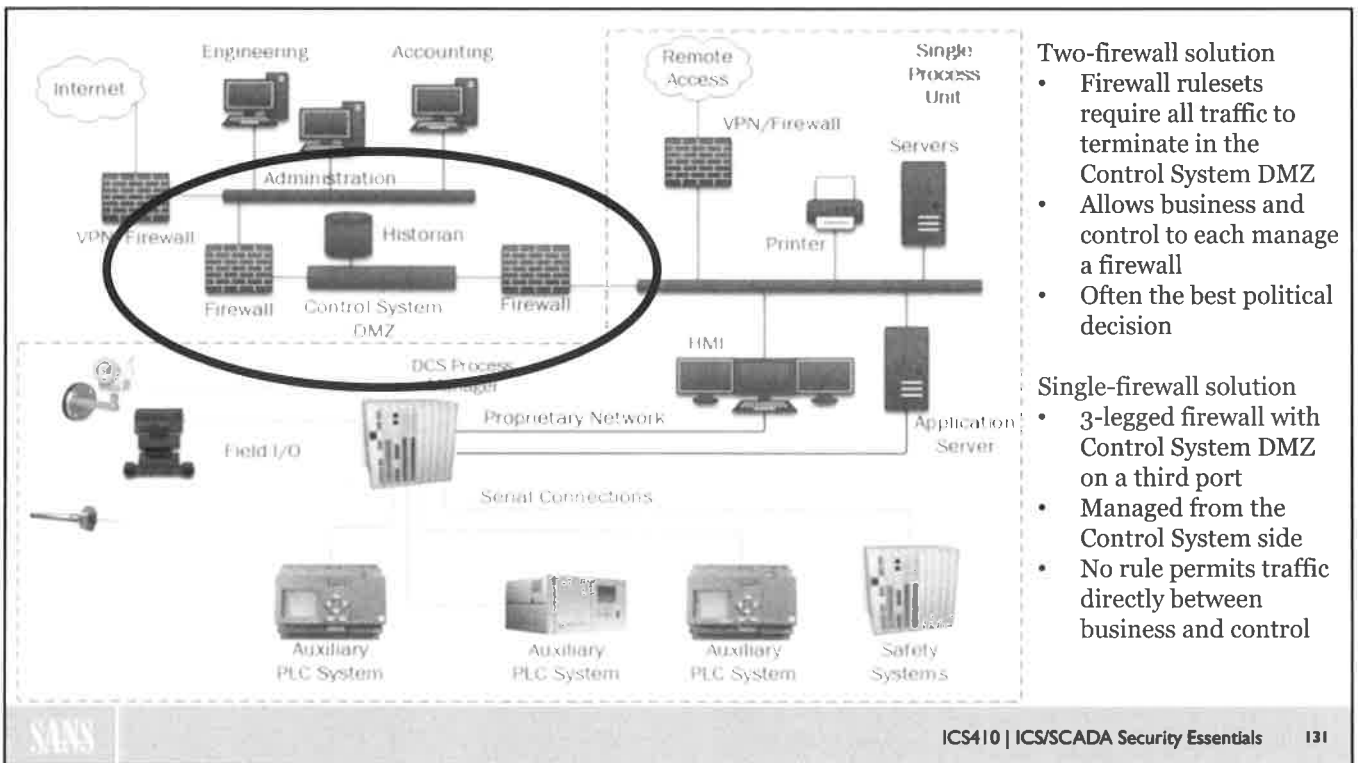 Engineering
Accounting
Internet
Administration
VPN/Firewall
Historian
Firewall
Control System
DMZ
Firewall
Remote
Access
Single
Process
Unit
VPN/Firewall
Servers
Printer
HMI
Application
Server
DCS Process
Manager
Proprietary Network
Field I/O
Serial Connections
Auxiliary
PLC System
Auxiliary
PLC System
Auxiliary
PLC System
Safety
Systems
Two-firewall solution
• Firewall rulesets
require all traffic to
terminate in the
Control System DMZ
• Allows business and
control to each manage
a firewall
• Often the best political
decision
Single-firewall solution
• 3-legged firewall with
Control System DMZ
on a third port
• Managed from the
Control System side
• No rule permits traffic
directly between
business and control
SANS
ICS410 | ICS/SCADA Security Essentials 131